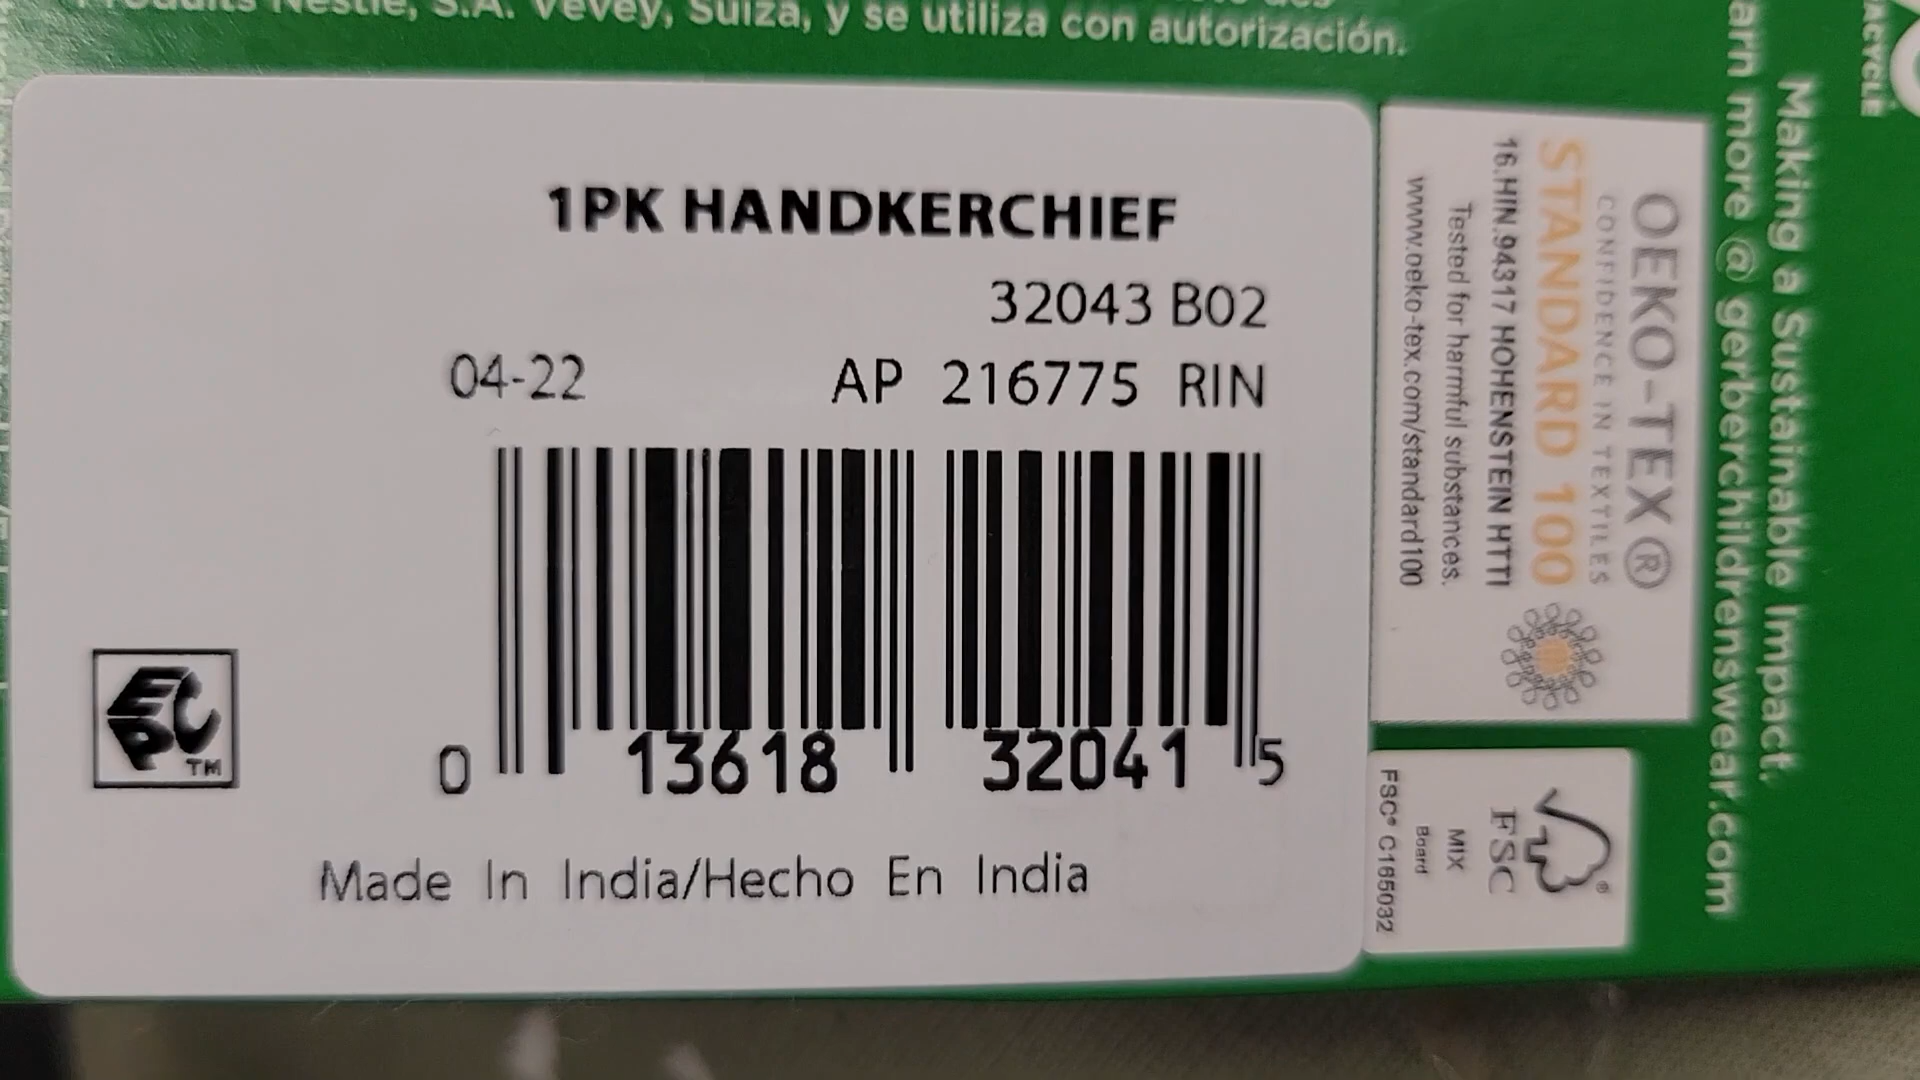 Nestlé, S.A. Vevey, Suiza, y se utiliza con autorización.
1PK HANDKERCHIEF
32043 B02
04-22 AP 216775 RIN
0 13618 32041 5
EPC™
Made In India/Hecho En India
OEKO-TEX®
CONFIDENCE IN TEXTILES
STANDARD 100
16.HIN.94317 HOHENSTEIN HTTI
Tested for harmful substances.
www.oeko-tex.com/standard100
FSC®
MIX
Board
FSC® C165032
Making a Sustainable Impact.
more @ gerberchildrenswear.com